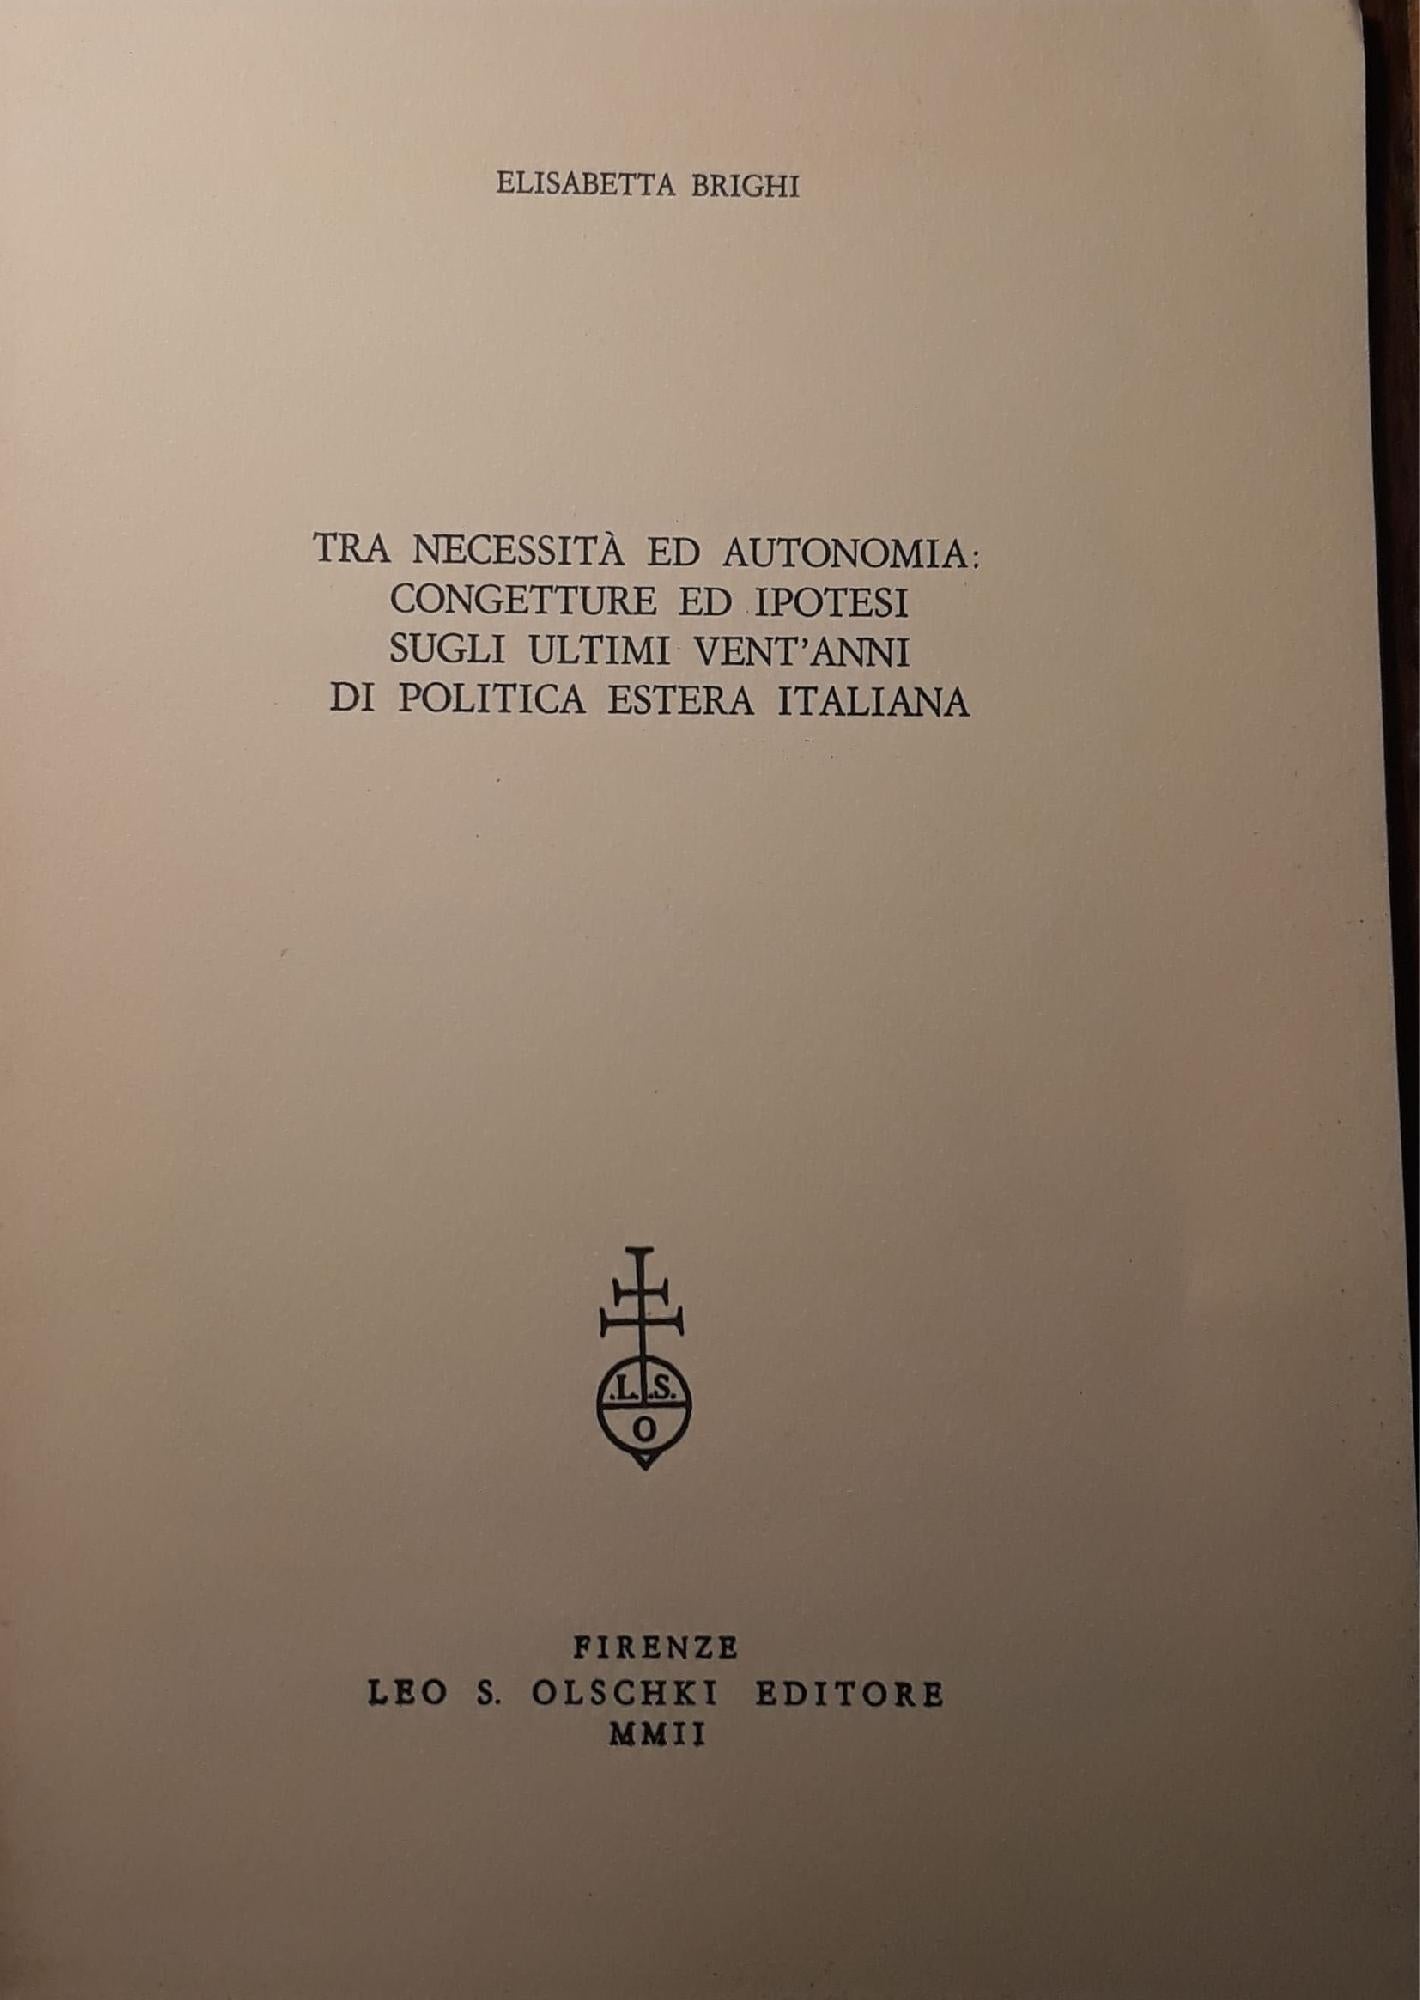 ELISABETTA BRIGHI
TRA NECESSITÀ ED AUTONOMIA:
CONGETTURE ED IPOTESI
SUGLI ULTIMI VENT'ANNI
DI POLITICA ESTERA ITALIANA
.L. .S.
O
FIRENZE
LEO S. OLSCHKI EDITORE
MMII